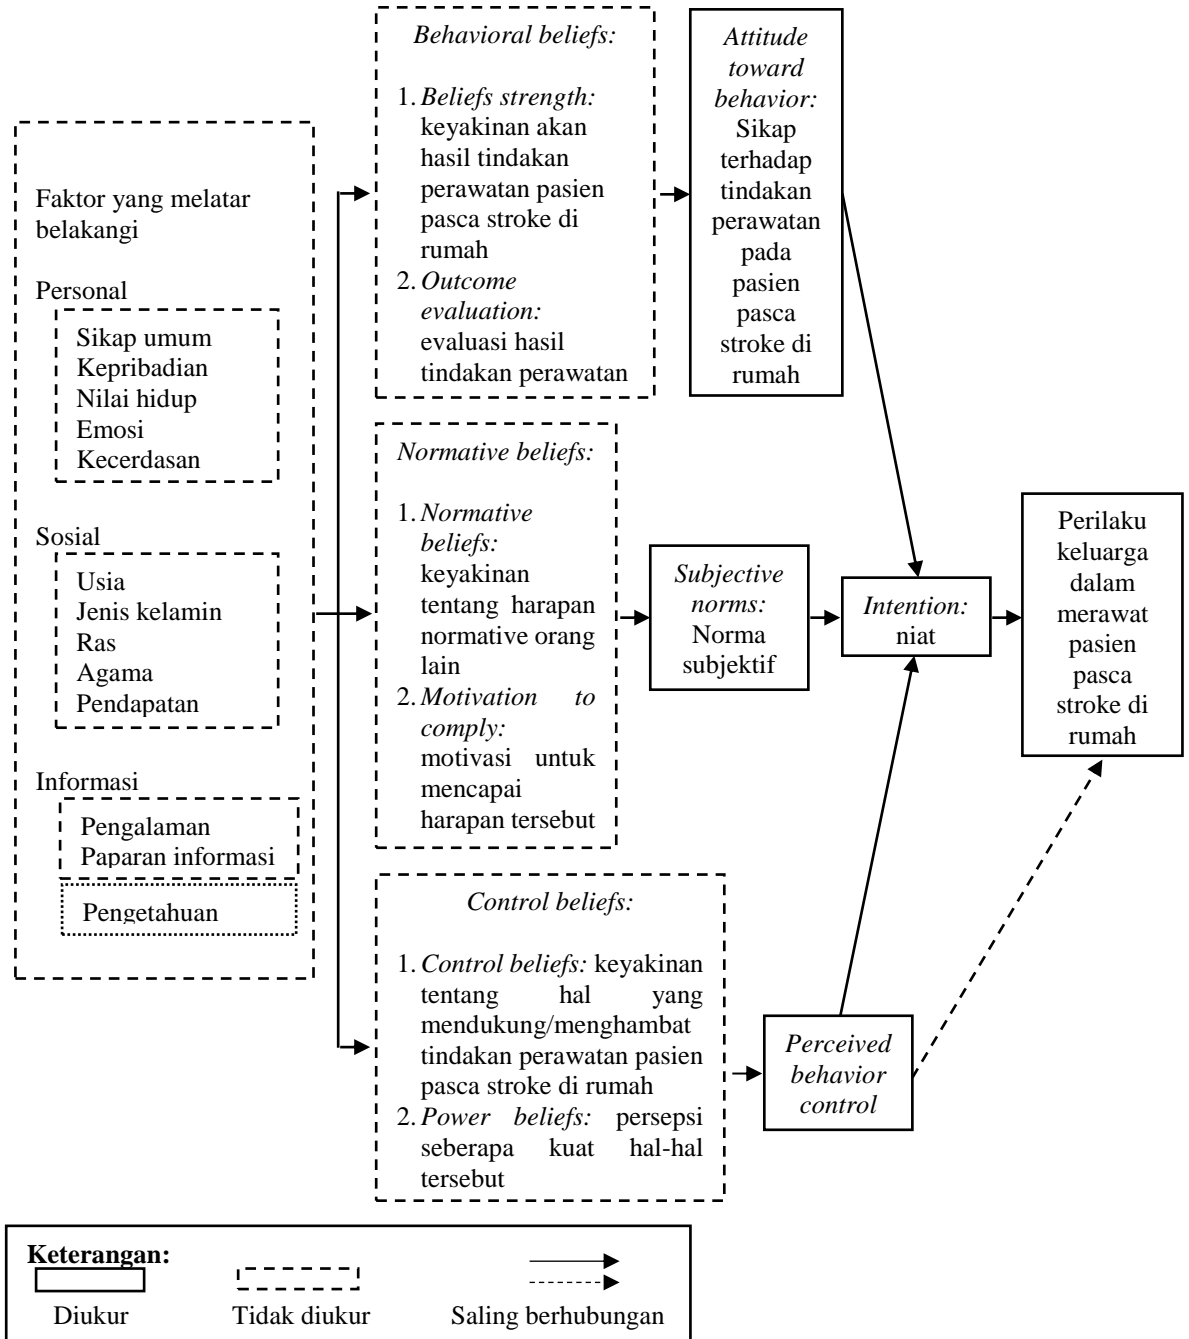 Faktor yang melatar
belakangi
Personal
Sikap umum
Kepribadian
Nilai hidup
Emosi
Kecerdasan
Sosial
Usia
Jenis kelamin
Ras
Agama
Pendapatan
Informasi
Pengalaman
Paparan informasi
Pengetahuan
Behavioral beliefs:
1. Beliefs strength:
keyakinan akan
hasil tindakan
perawatan pasien
pasca stroke di
rumah
2. Outcome
evaluation:
evaluasi hasil
tindakan perawatan
Normative beliefs:
1. Normative
beliefs:
keyakinan
tentang harapan
normative orang
lain
2. Motivation to
comply:
motivasi untuk
mencapai
harapan tersebut
Control beliefs:
1. Control beliefs: keyakinan
tentang hal yang
mendukung/menghambat
tindakan perawatan pasien
pasca stroke di rumah
2. Power beliefs: persepsi
seberapa kuat hal-hal
tersebut
Attitude
toward
behavior:
Sikap
terhadap
tindakan
perawatan
pada
pasien
pasca
stroke di
rumah
Subjective
norms:
Norma
subjektif
Perceived
behavior
control
Intention:
niat
Perilaku
keluarga
dalam
merawat
pasien
pasca
stroke di
rumah
Keterangan:
Diukur
Tidak diukur
Saling berhubungan